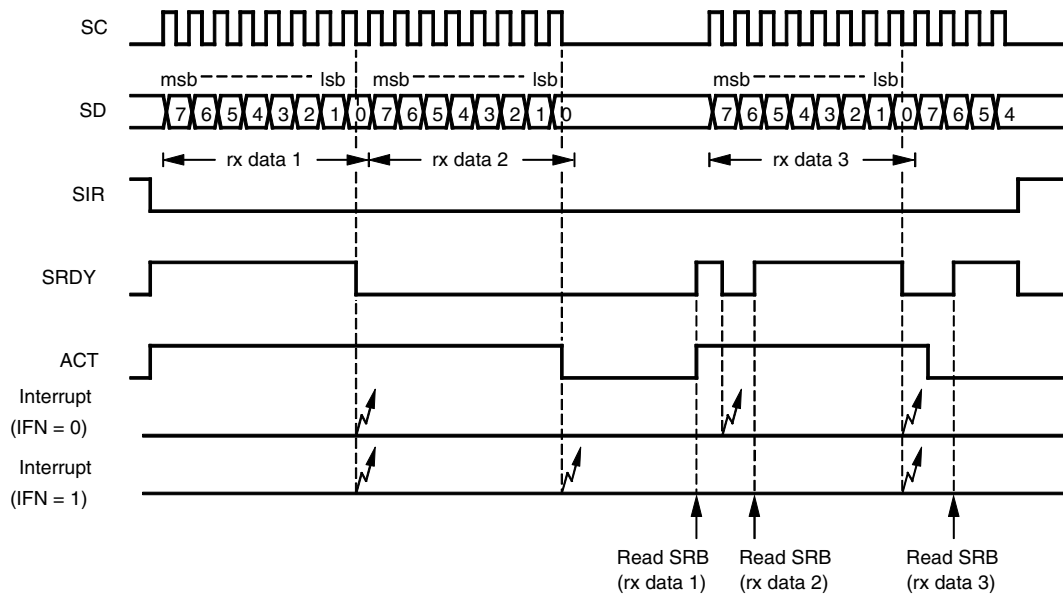 SC
msb lsb msb lsb msb lsb
SD 7 6 5 4 3 2 1 0 7 6 5 4 3 2 1 0 7 6 5 4 3 2 1 0 7 6 5 4
rx data 1 rx data 2 rx data 3
SIR
SRDY
ACT
Interrupt
(IFN = 0)
Interrupt
(IFN = 1)
Read SRB Read SRB Read SRB
(rx data 1) (rx data 2) (rx data 3)